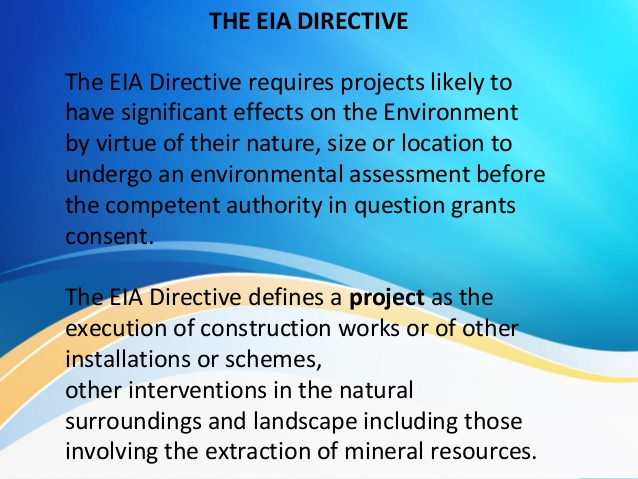 THE EIA DIRECTIVE
The EIA Directive requires projects likely to
have significant effects on the Environment
by virtue of their nature, size or location to
undergo an environmental assessment before
the competent authority in question grants
consent.
The EIA Directive defines a project as the
execution of construction works or of other
installations or schemes,
other interventions in the natural
surroundings and landscape including those
involving the extraction of mineral resources.